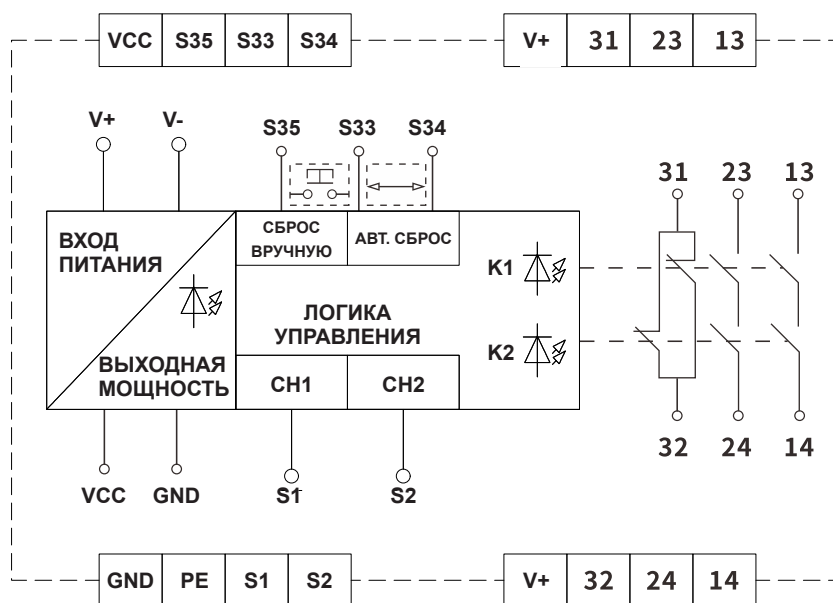 VCC S35 S33 S34
V+ 31 23 13
V+ V-
S35 S33 S34
31 23 13
ВХОД
ПИТАНИЯ
СБРОС
ВРУЧНУЮ
АВТ. СБРОС
K1
ЛОГИКА
УПРАВЛЕНИЯ
K2
ВЫХОДНАЯ
МОЩНОСТЬ
CH1 CH2
32 24 14
VCC GND S1 S2
GND PE S1 S2
V+ 32 24 14